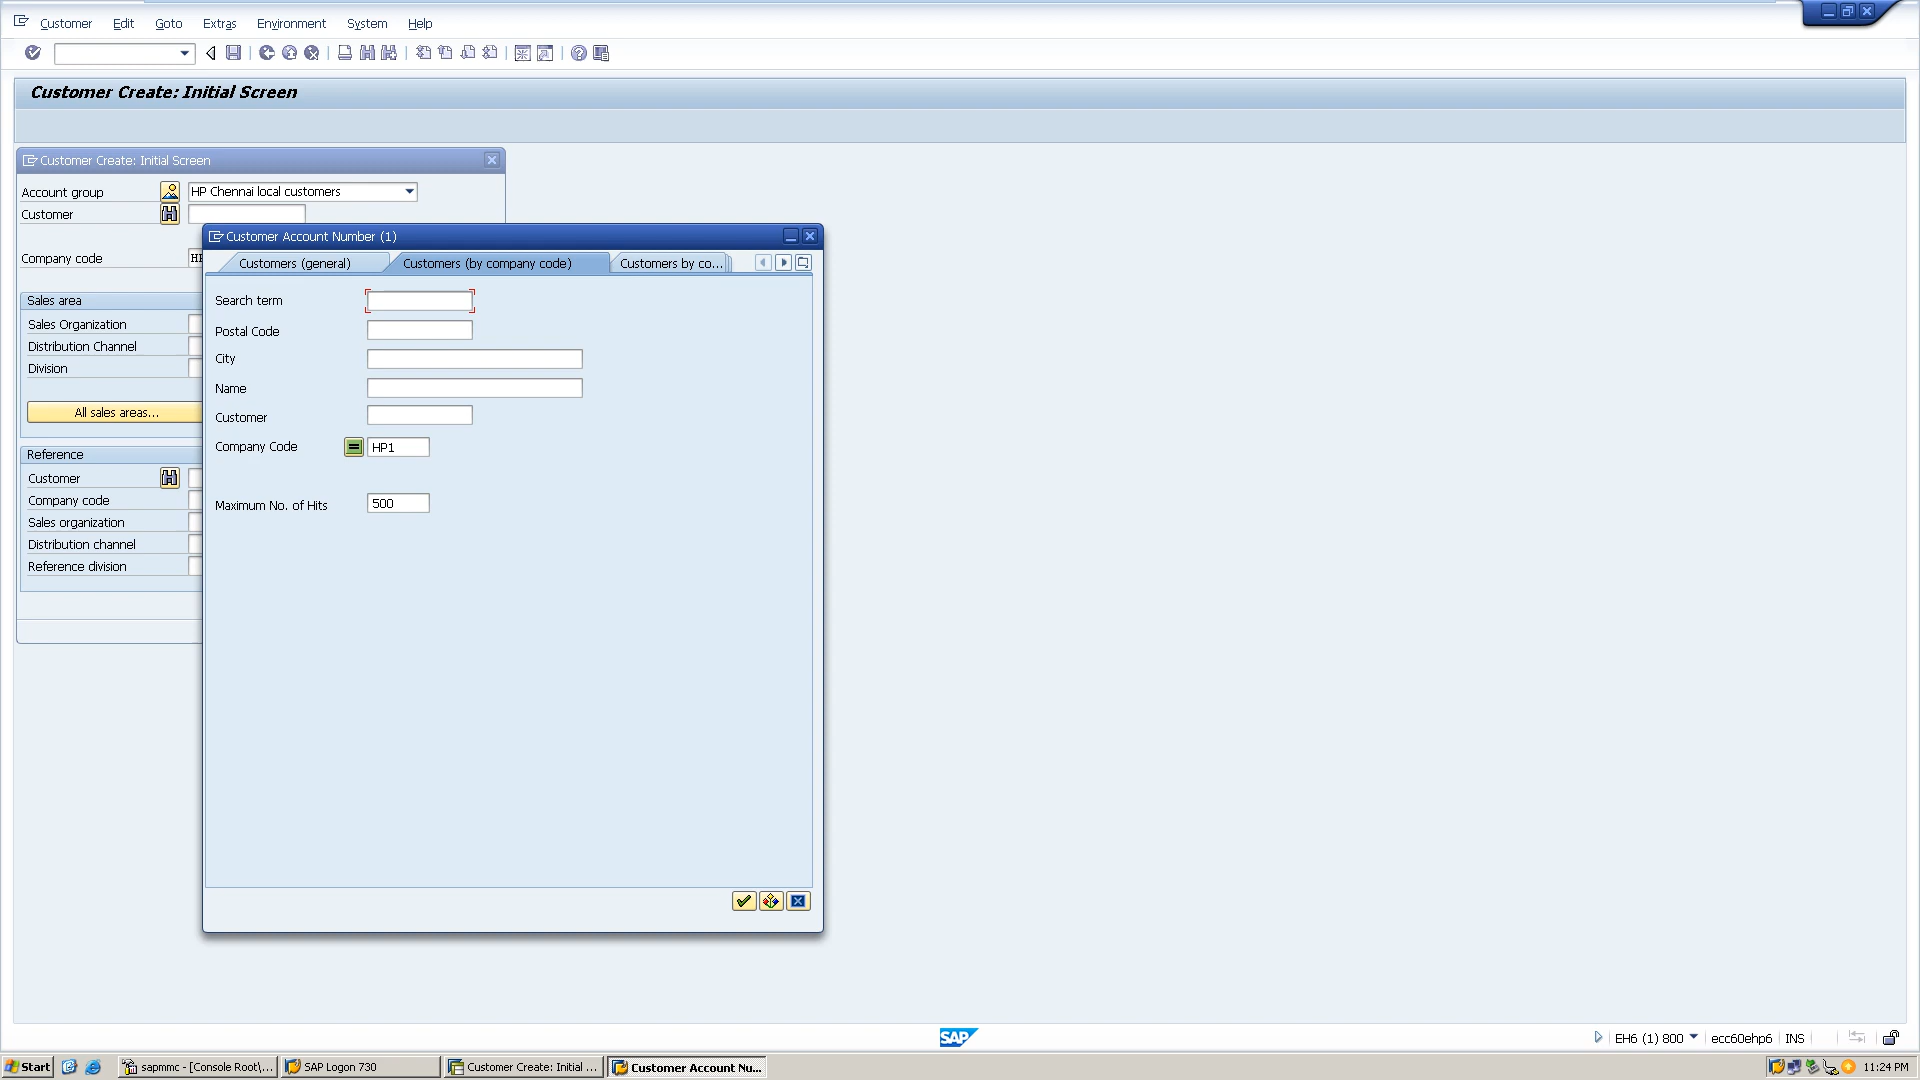 Customer Edit Goto Extras Environment System Help
Customer Create: Initial Screen
Customer Create: Initial Screen
Account group HP Chennai local customers
Customer
Company code
Sales area
Sales Organization
Distribution Channel
Division
All sales areas...
Reference
Customer
Company code
Sales organization
Distribution channel
Reference division
Customer Account Number (1)
Customers (general) Customers (by company code) Customers by co...
Search term
Postal Code
City
Name
Customer
Company Code HP1
Maximum No. of Hits 500
SAP
EH6 (1) 800 ecc60ehp6 INS
Start sapmmc - [Console Root\... SAP Logon 730 Customer Create: Initial ... Customer Account Nu... 11:24 PM